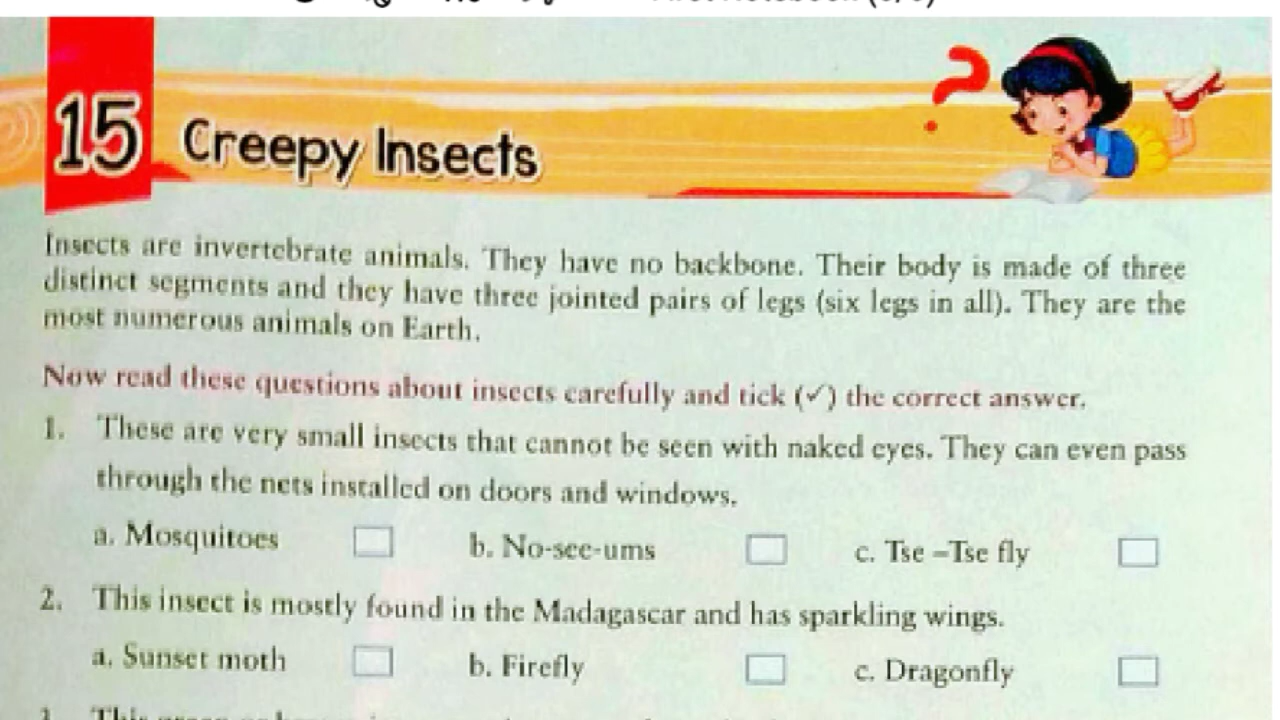 15 Creepy Insects
Insects are invertebrate animals. They have no backbone. Their body is made of three
distinct segments and they have three jointed pairs of legs (six legs in all). They are the
most numerous animals on Earth.
Now read these questions about insects carefully and tick (✓) the correct answer.
1. These are very small insects that cannot be seen with naked eyes. They can even pass
through the nets installed on doors and windows.
a. Mosquitoes b. No-see-ums c. Tse –Tse fly
2. This insect is mostly found in the Madagascar and has sparkling wings.
a. Sunset moth b. Firefly c. Dragonfly